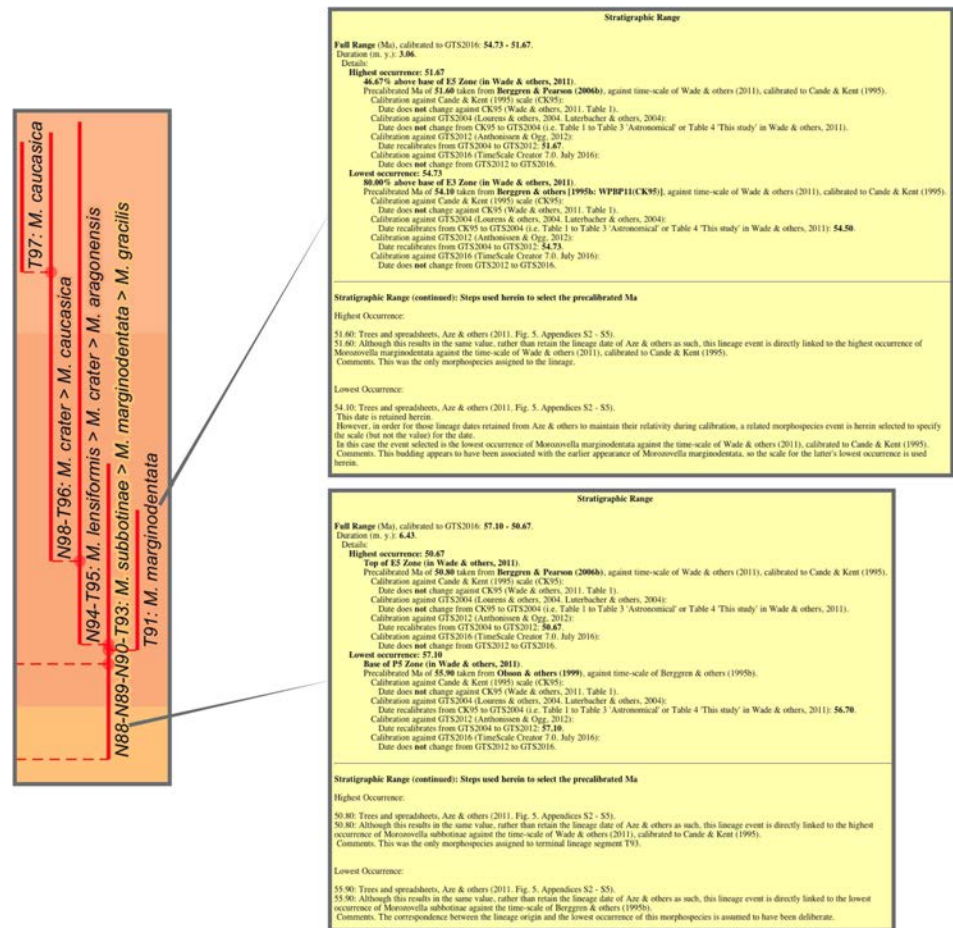 T97: M. caucasica
N98-T96: M. crater > M. caucasica
N94-T95: M. lensiformis > M. crater > M. aragonensis
N88-N89-N90-T93: M. subbotinae > M. marginodentata > M. gracilis
T91: M. marginodentata
Stratigraphic Range
Full Range (Ma), calibrated to GTS2016: 54.73 - 51.67.
Duration (m. y.): 3.06.
Details:
Highest occurrence: 51.67
46.67% above base of E5 Zone (in Wade & others, 2011).
Precalibrated Ma of 51.60 taken from Berggren & Pearson (2006b), against time-scale of Wade & others (2011), calibrated to Cande & Kent (1995).
Calibration against Cande & Kent (1995) scale (CK95):
Date does not change against CK95 (Wade & others, 2011. Table 1).
Calibration against GTS2004 (Lourens & others, 2004. Luterbacher & others, 2004):
Date does not change from CK95 to GTS2004 (i.e. Table 1 to Table 3 'Astronomical' or Table 4 'This study' in Wade & others, 2011).
Calibration against GTS2012 (Anthonissen & Ogg, 2012):
Date recalibrates from GTS2004 to GTS2012: 51.67.
Calibration against GTS2016 (TimeScale Creator 7.0. July 2016):
Date does not change from GTS2012 to GTS2016.
Lowest occurrence: 54.73
80.00% above base of E3 Zone (in Wade & others, 2011).
Precalibrated Ma of 54.10 taken from Berggren & others [1995b: WPBP11(CK95)], against time-scale of Wade & others (2011), calibrated to Cande & Kent (1995).
Calibration against Cande & Kent (1995) scale (CK95):
Date does not change against CK95 (Wade & others, 2011. Table 1).
Calibration against GTS2004 (Lourens & others, 2004. Luterbacher & others, 2004):
Date recalibrates from CK95 to GTS2004 (i.e. Table 1 to Table 3 'Astronomical' or Table 4 'This study' in Wade & others, 2011): 54.50.
Calibration against GTS2012 (Anthonissen & Ogg, 2012):
Date recalibrates from GTS2004 to GTS2012: 54.73.
Calibration against GTS2016 (TimeScale Creator 7.0. July 2016):
Date does not change from GTS2012 to GTS2016.
Stratigraphic Range (continued): Steps used herein to select the precalibrated Ma
Highest Occurrence:
51.60: Trees and spreadsheets, Aze & others (2011. Fig. 5. Appendices S2 - S5).
51.60: Although this results in the same value, rather than retain the lineage date of Aze & others as such, this lineage event is directly linked to the highest occurrence of
Morozovella marginodentata against the time-scale of Wade & others (2011), calibrated to Cande & Kent (1995).
Comments. This was the only morphospecies assigned to the lineage.
Lowest Occurrence:
54.10: Trees and spreadsheets, Aze & others (2011. Fig. 5. Appendices S2 - S5).
This date is retained herein.
However, in order for those lineage dates retained from Aze & others to maintain their relativity during calibration, a related morphospecies event is herein selected to specify
the scale (but not the value) for the date.
In this case the event selected is the lowest occurrence of Morozovella marginodentata against the time-scale of Wade & others (2011), calibrated to Cande & Kent (1995).
Comments. This budding appears to have been associated with the earlier appearance of Morozovella marginodentata, so the scale for the latter's lowest occurrence is used
herein.
Stratigraphic Range
Full Range (Ma), calibrated to GTS2016: 57.10 - 50.67.
Duration (m. y.): 6.43.
Details:
Highest occurrence: 50.67
Top of E5 Zone (in Wade & others, 2011).
Precalibrated Ma of 50.80 taken from Berggren & Pearson (2006b), against time-scale of Wade & others (2011), calibrated to Cande & Kent (1995).
Calibration against Cande & Kent (1995) scale (CK95):
Date does not change against CK95 (Wade & others, 2011. Table 1).
Calibration against GTS2004 (Lourens & others, 2004. Luterbacher & others, 2004):
Date does not change from CK95 to GTS2004 (i.e. Table 1 to Table 3 'Astronomical' or Table 4 'This study' in Wade & others, 2011).
Calibration against GTS2012 (Anthonissen & Ogg, 2012):
Date recalibrates from GTS2004 to GTS2012: 50.67.
Calibration against GTS2016 (TimeScale Creator 7.0. July 2016):
Date does not change from GTS2012 to GTS2016.
Lowest occurrence: 57.10
Base of P5 Zone (in Wade & others, 2011).
Precalibrated Ma of 55.90 taken from Olsson & others (1999), against time-scale of Berggren & others (1995b).
Calibration against Cande & Kent (1995) scale (CK95):
Date does not change against CK95 (Wade & others, 2011. Table 1).
Calibration against GTS2004 (Lourens & others, 2004. Luterbacher & others, 2004):
Date recalibrates from CK95 to GTS2004 (i.e. Table 1 to Table 3 'Astronomical' or Table 4 'This study' in Wade & others, 2011): 56.70.
Calibration against GTS2012 (Anthonissen & Ogg, 2012):
Date recalibrates from GTS2004 to GTS2012: 57.10.
Calibration against GTS2016 (TimeScale Creator 7.0. July 2016):
Date does not change from GTS2012 to GTS2016.
Stratigraphic Range (continued): Steps used herein to select the precalibrated Ma
Highest Occurrence:
50.80: Trees and spreadsheets, Aze & others (2011. Fig. 5. Appendices S2 - S5).
50.80: Although this results in the same value, rather than retain the lineage date of Aze & others as such, this lineage event is directly linked to the highest
occurrence of Morozovella subbotinae against the time-scale of Wade & others (2011), calibrated to Cande & Kent (1995).
Comments. This was the only morphospecies assigned to terminal lineage segment T93.
Lowest Occurrence:
55.90: Trees and spreadsheets, Aze & others (2011. Fig. 5. Appendices S2 - S5).
55.90: Although this results in the same value, rather than retain the lineage date of Aze & others as such, this lineage event is directly linked to the lowest
occurrence of Morozovella subbotinae against the time-scale of Berggren & others (1995b).
Comments. The correspondence between the lineage origin and the lowest occurrence of this morphospecies is assumed to have been deliberate.